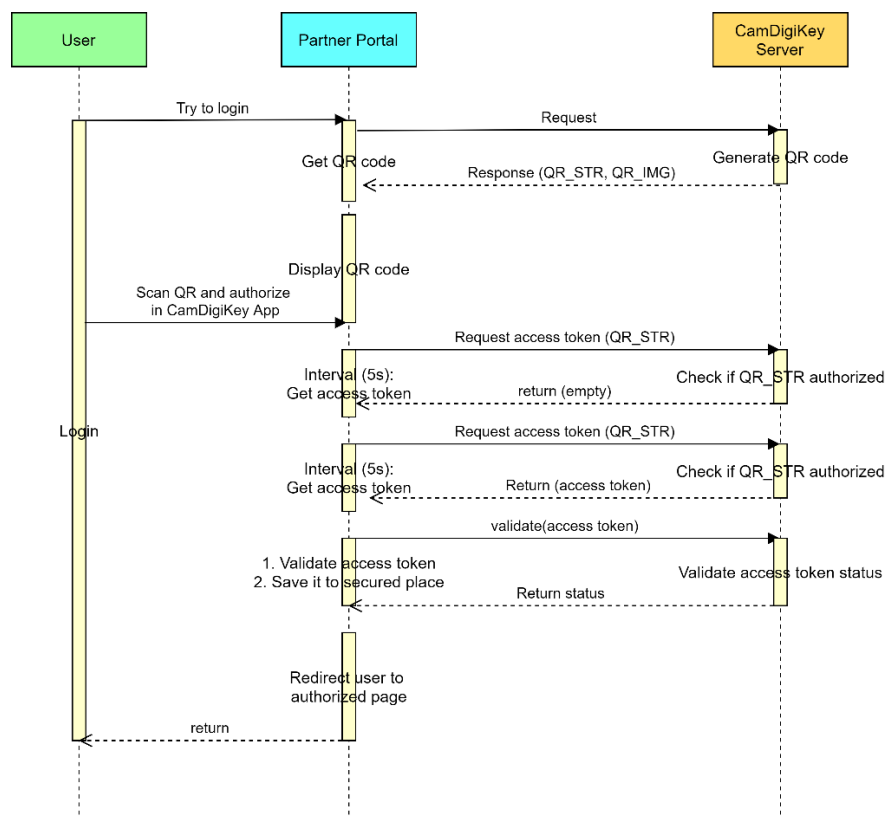 User
Partner Portal
CamDigiKey
Server
Try to login
Request
Get QR code
Generate QR code
Response (QR_STR, QR_IMG)
Display QR code
Scan QR and authorize
in CamDigiKey App
Request access token (QR_STR)
Interval (5s):
Get access token
Check if QR_STR authorized
return (empty)
Login
Request access token (QR_STR)
Interval (5s):
Get access token
Check if QR_STR authorized
Return (access token)
validate(access token)
1. Validate access token
2. Save it to secured place
Validate access token status
Return status
Redirect user to
authorized page
return